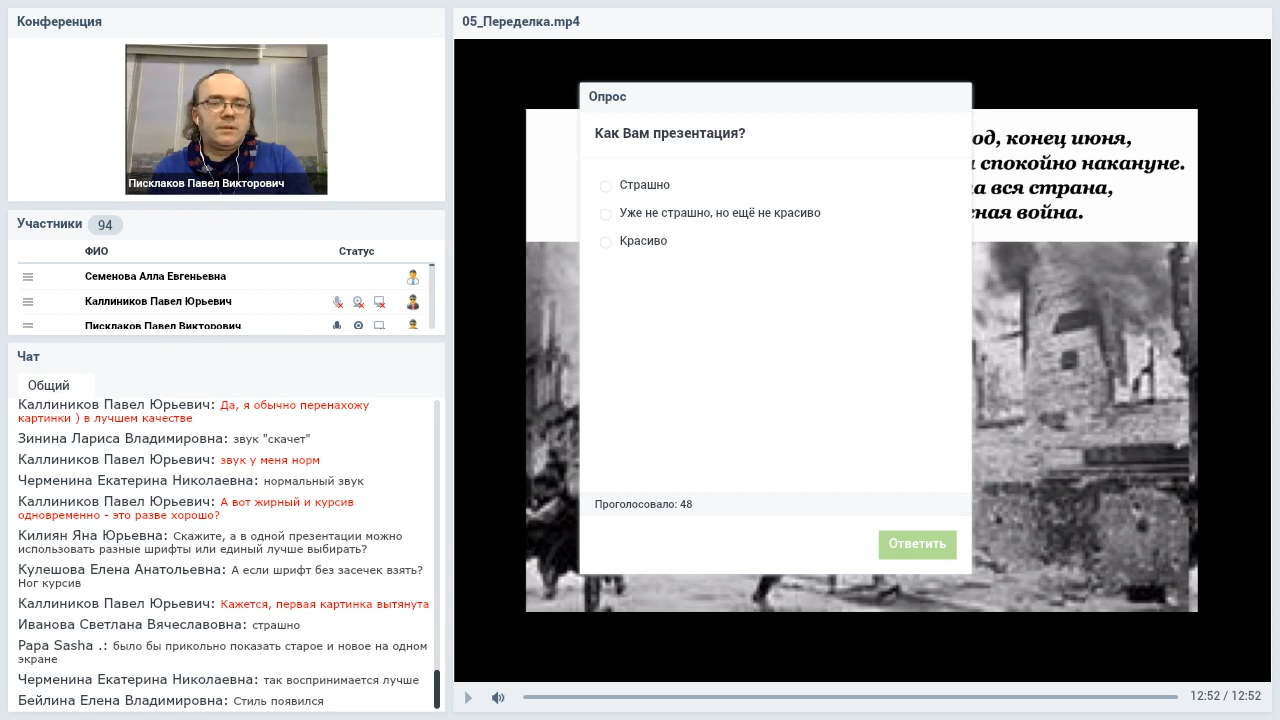 Конференция
Писклаков Павел Викторович
Участники 94
ФИО Статус
Семенова Алла Евгеньевна
Каллиников Павел Юрьевич
Писклаков Павел Викторович
Чат
Общий
Каллиников Павел Юрьевич: Да, я обычно перенахожу
картинки ) в лучшем качестве
Зинина Лариса Владимировна: звук "скачет"
Каллиников Павел Юрьевич: звук у меня норм
Черменина Екатерина Николаевна: нормальный звук
Каллиников Павел Юрьевич: А вот жирный и курсив
одновременно - это разве хорошо?
Килиян Яна Юрьевна: Скажите, а в одной презентации можно
использовать разные шрифты или единый лучше выбирать?
Кулешова Елена Анатольевна: А если шрифт без засечек взять?
Ног курсив
Каллиников Павел Юрьевич: Кажется, первая картинка вытянута
Иванова Светлана Вячеславовна: страшно
Papa Sasha .: было бы прикольно показать старое и новое на одном
экране
Черменина Екатерина Николаевна: так воспринимается лучше
Бейлина Елена Владимировна: Стиль появился
05_Переделка.mp4
од, конец июня,
спокойно накануне.
а вся страна,
сная война.
Опрос
Как Вам презентация?
Страшно
Уже не страшно, но ещё не красиво
Красиво
Проголосовало: 48
Ответить
12:52 / 12:52